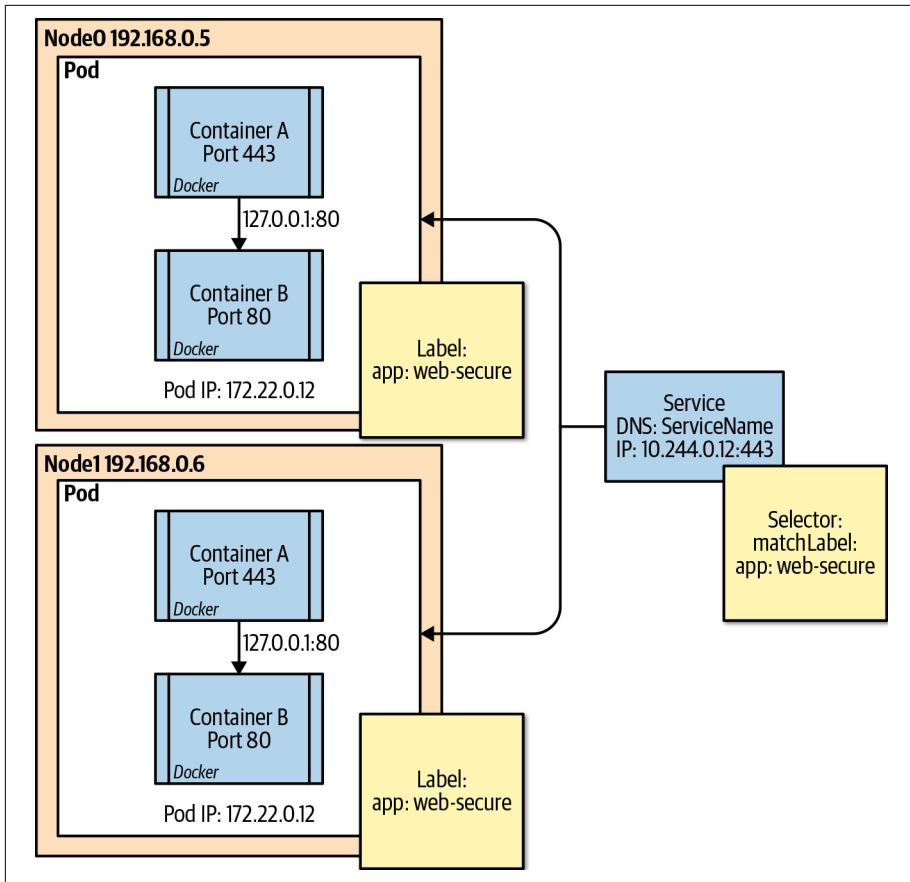 Node0 192.168.0.5
Pod
Container A
Port 443
Docker
127.0.0.1:80
Container B
Port 80
Docker
Pod IP: 172.22.0.12
Label:
app: web-secure
Service
DNS: ServiceName
IP: 10.244.0.12:443
Selector:
matchLabel:
app: web-secure
Node1 192.168.0.6
Pod
Container A
Port 443
Docker
127.0.0.1:80
Container B
Port 80
Docker
Pod IP: 172.22.0.12
Label:
app: web-secure